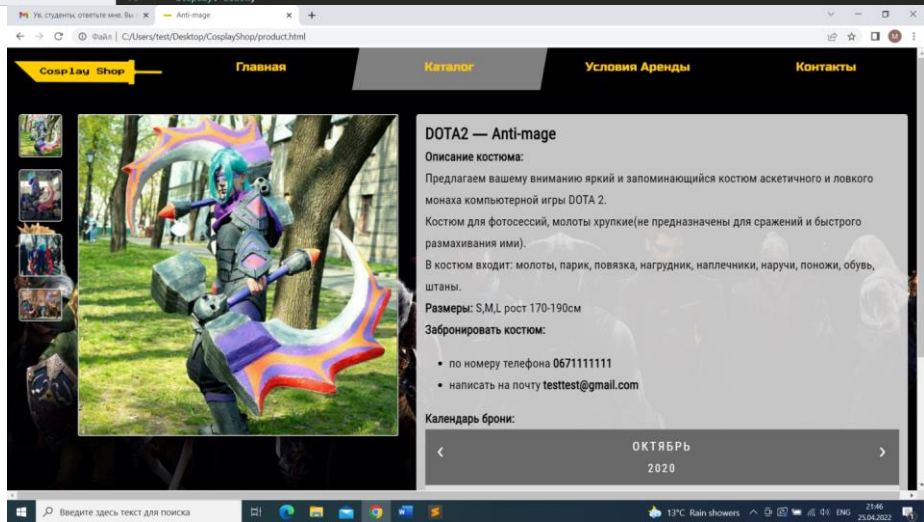 Ув. студенты, ответьте мне. Вы
Anti-mage
Файл | C:/Users/test/Desktop/CosplayShop/product.html
Cosplay Shop
Главная
Каталог
Условия Аренды
Контакты
DOTA2 — Anti-mage
Описание костюма:
Предлагаем вашему вниманию яркий и запоминающийся костюм аскетичного и ловкого
монаха компьютерной игры DOTA 2.
Костюм для фотосессий, молоты хрупкие(не предназначены для сражений и быстрого
размахивания ими).
В костюм входит: молоты, парик, повязка, нагрудник, наплечники, наручи, поножи, обувь,
штаны.
Размеры: S,M,L рост 170-190см
Забронировать костюм:
• по номеру телефона 0671111111
• написать на почту testtest@gmail.com
Календарь брони:
ОКТЯБРЬ
2020
Введите здесь текст для поиска
13°C Rain showers
ENG
21:46
25.04.2022